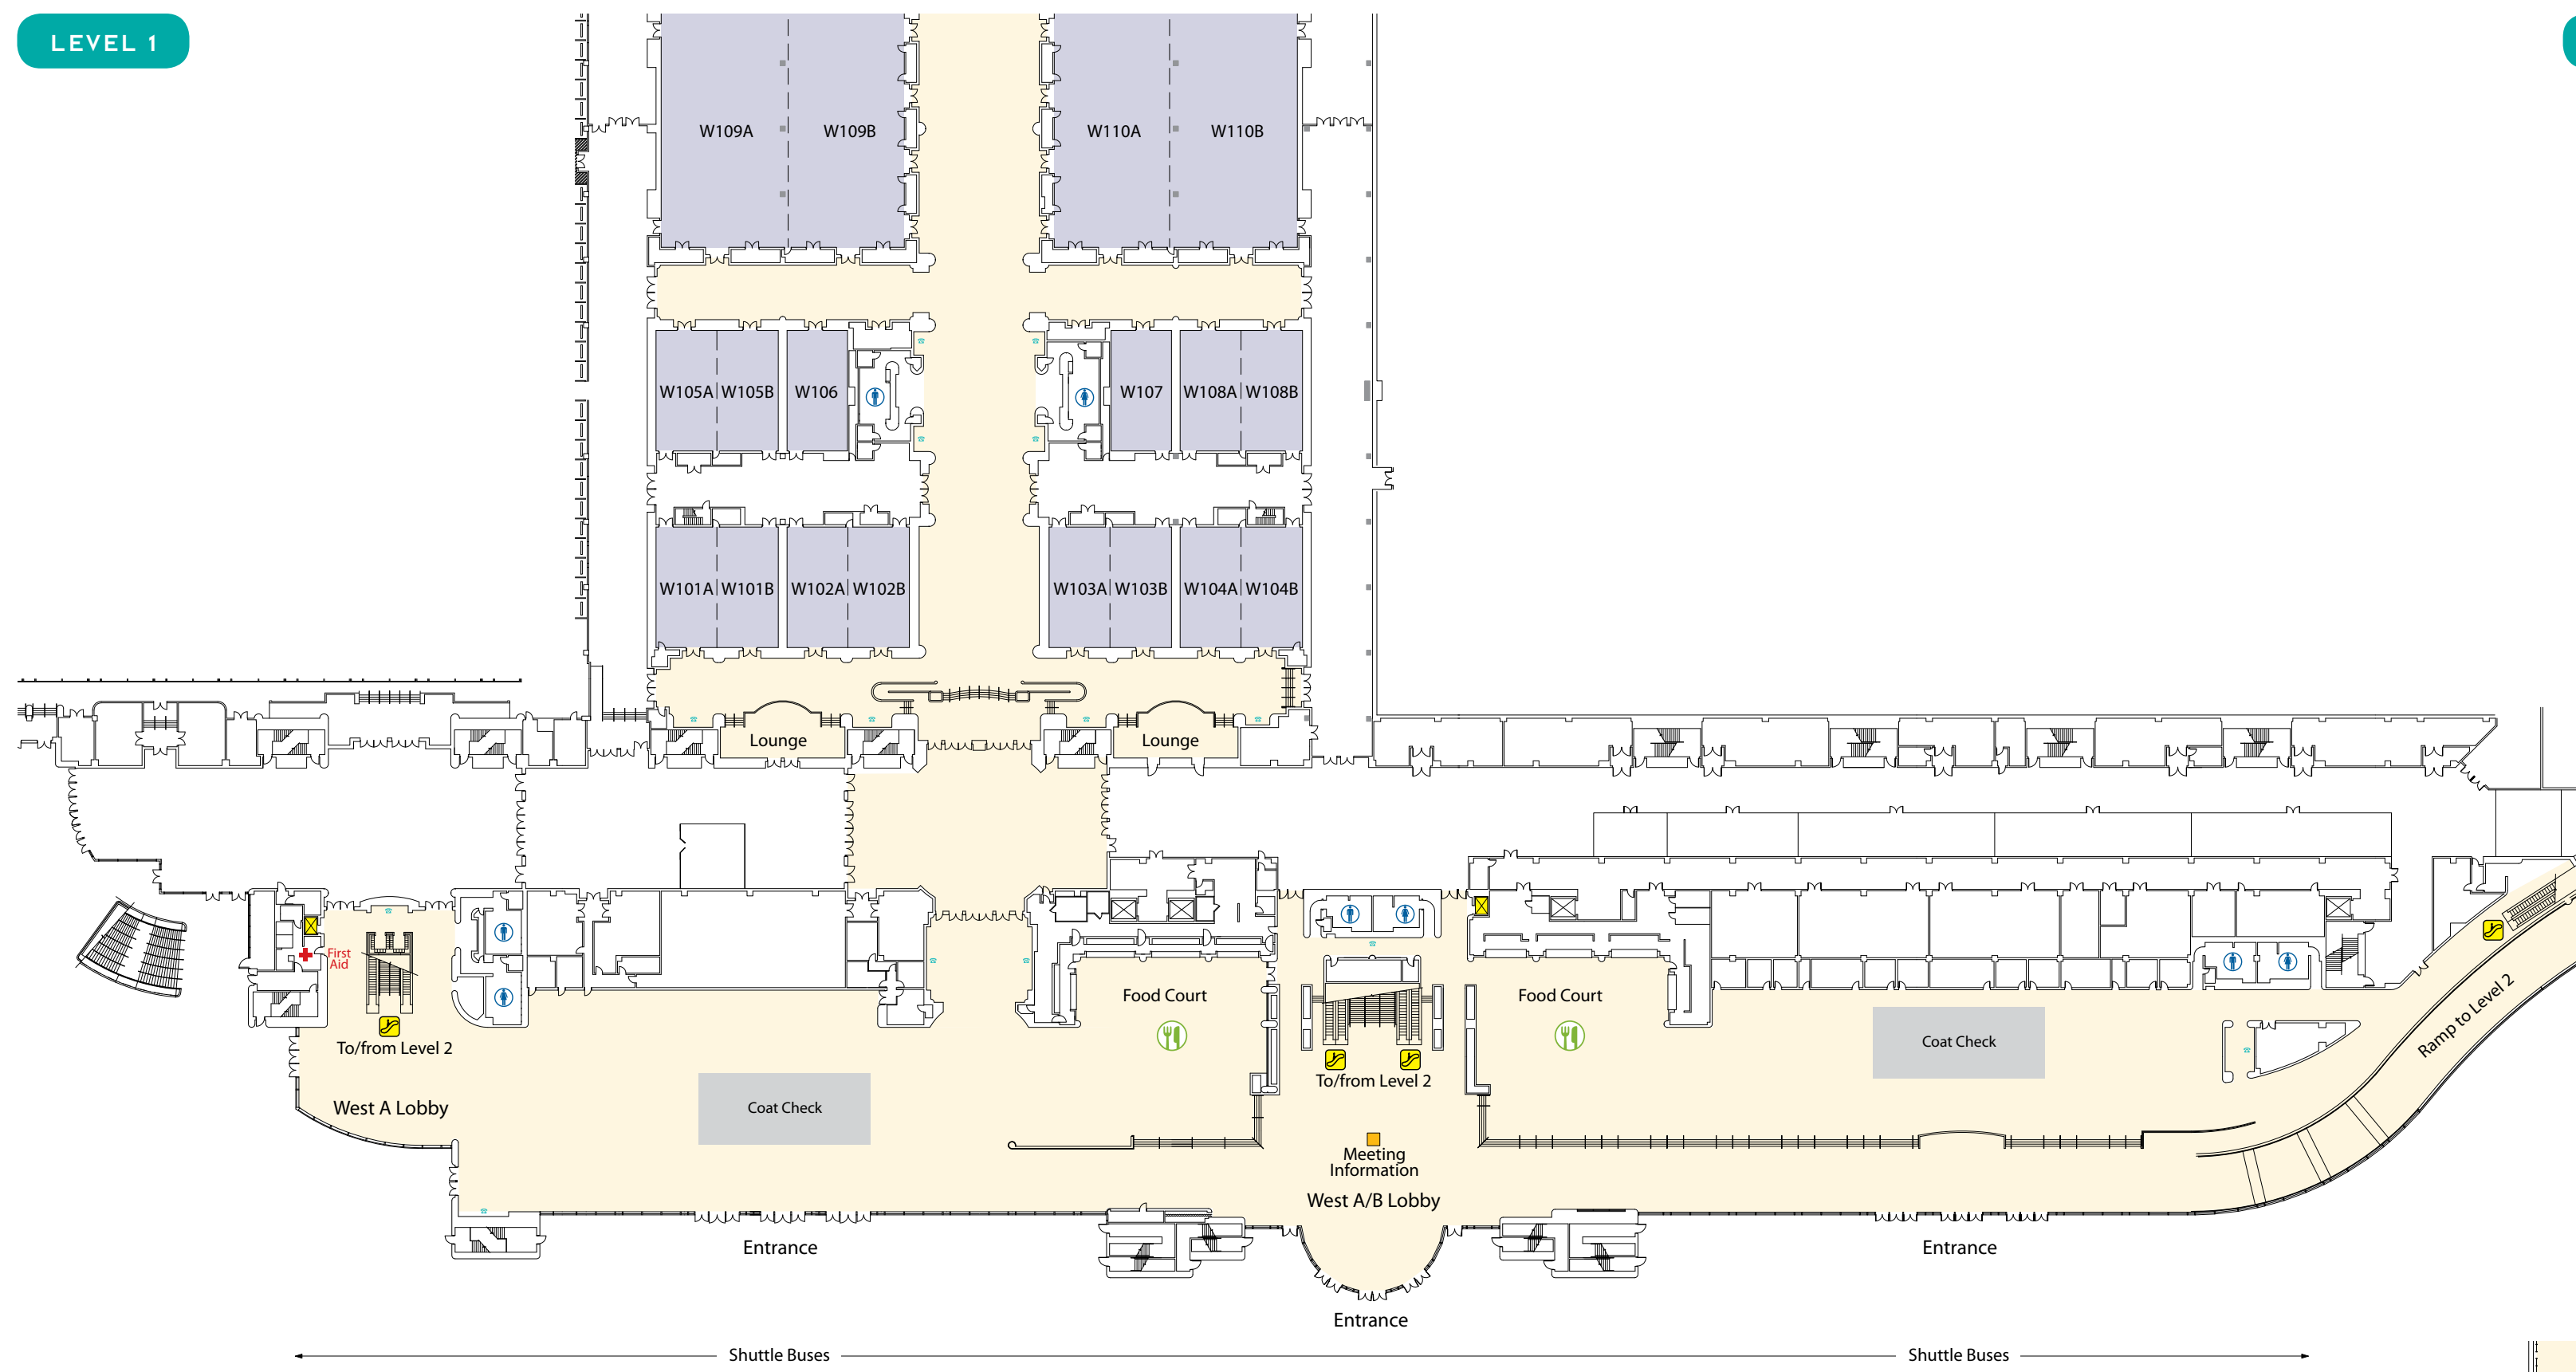 LEVEL 1
W109A
W109B
W110A
W110B
W105A
W105B
W106
W107
W108A
W108B
W101A
W101B
W102A
W102B
W103A
W103B
W104A
W104B
Lounge
Lounge
First
Aid
To/from Level 2
West A Lobby
Coat Check
Food Court
Food Court
To/from Level 2
Coat Check
Ramp to Level 2
Meeting
Information
West A/B Lobby
Entrance
Entrance
Entrance
Shuttle Buses
Shuttle Buses